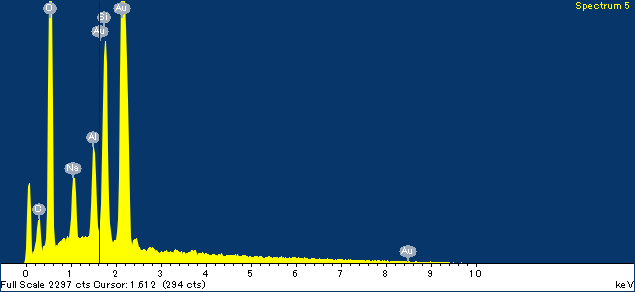 Spectrum 5
O Si Au
Au
Al
Na
C
Au
0 1 2 3 4 5 6 7 8 9 10
Full Scale 2297 cts Cursor: 1.612 (294 cts) keV